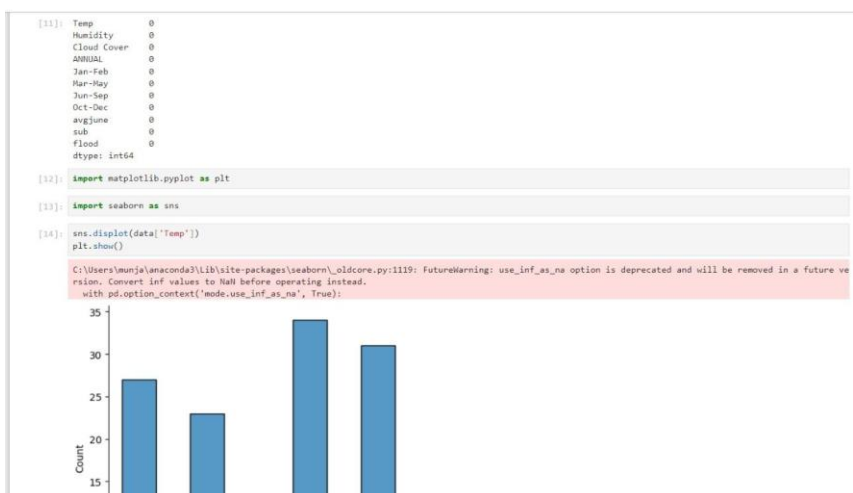 [11]: Temp 0
Humidity 0
Cloud Cover 0
ANNUAL 0
Jan-Feb 0
Mar-May 0
Jun-Sep 0
Oct-Dec 0
avgjune 0
sub 0
flood 0
dtype: int64
[12]: import matplotlib.pyplot as plt
[13]: import seaborn as sns
[14]: sns.displot(data['Temp'])
plt.show()
C:\Users\munja\anaconda3\Lib\site-packages\seaborn\_oldcore.py:1119: FutureWarning: use_inf_as_na option is deprecated and will be removed in a future ve
rsion. Convert inf values to NaN before operating instead.
with pd.option_context('mode.use_inf_as_na', True):
35
30
25
20
15
Count